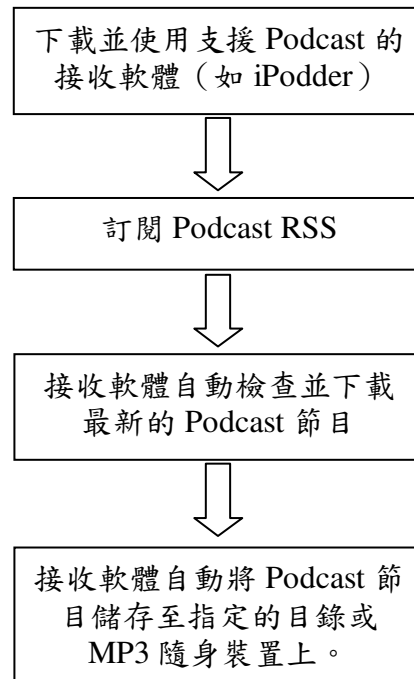 下載並使用支援 Podcast 的
接收軟體（如 iPodder）
訂閱 Podcast RSS
接收軟體自動檢查並下載
最新的 Podcast 節目
接收軟體自動將 Podcast 節
目儲存至指定的目錄或
MP3 隨身裝置上。